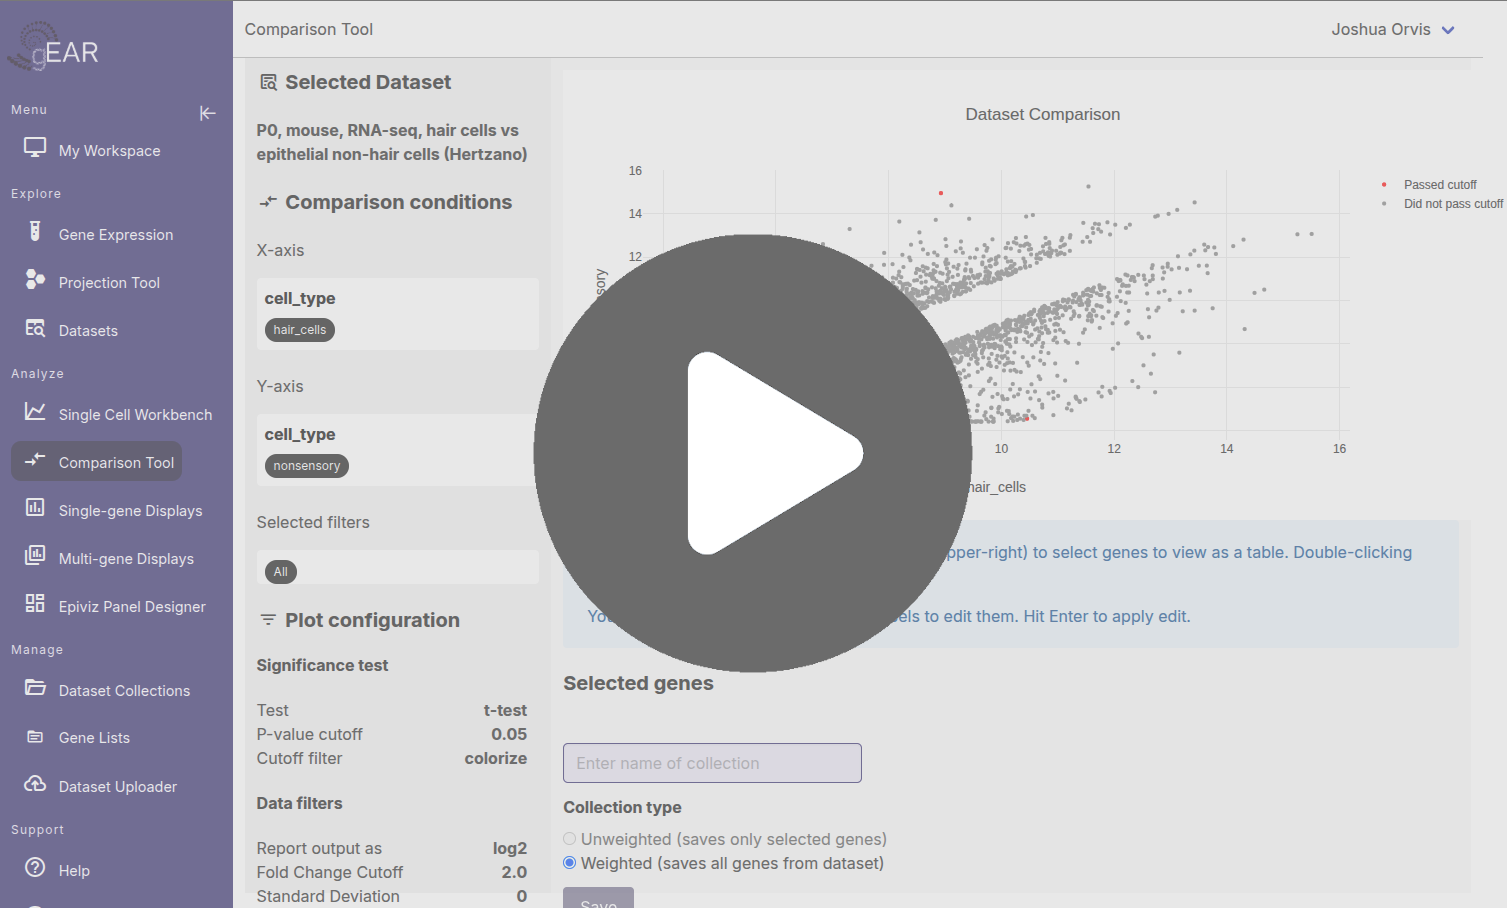 gEAR
Comparison Tool
Joshua Orvis
Menu
My Workspace
Explore
Gene Expression
Projection Tool
Datasets
Analyze
Single Cell Workbench
Comparison Tool
Single-gene Displays
Multi-gene Displays
Epiviz Panel Designer
Manage
Dataset Collections
Gene Lists
Dataset Uploader
Support
Help
Selected Dataset
P0, mouse, RNA-seq, hair cells vs
epithelial non-hair cells (Hertzano)
Comparison conditions
X-axis
cell_type
hair_cells
Y-axis
cell_type
nonsensory
Selected filters
All
Plot configuration
Significance test
Test t-test
P-value cutoff 0.05
Cutoff filter colorize
Data filters
Report output as log2
Fold Change Cutoff 2.0
Standard Deviation 0
Dataset Comparison
16
14
12
Passed cutoff
Did not pass cutoff
10 12 14 16
hair_cells
to select genes to view as a table. Double-clicking
to edit them. Hit Enter to apply edit.
Selected genes
Enter name of collection
Collection type
Unweighted (saves only selected genes)
Weighted (saves all genes from dataset)
Save